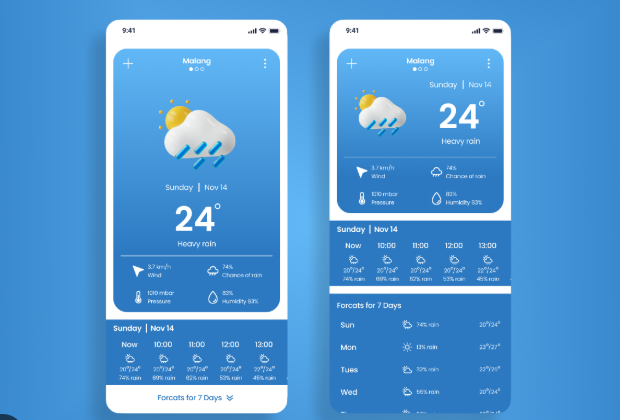 9:41
Malang
Sunday | Nov 14
24°
Heavy rain
3.7 km/h
Wind
74%
Chance of rain
1010 mbar
Pressure
83%
Humidity 83%
Sunday | Nov 14
Now 10:00 11:00 12:00 13:00
20°/24° 20°/24° 20°/24° 20°/24° 22°/24°
74% rain 69% rain 62% rain 53% rain 45% rain
Forcats for 7 Days
9:41
Malang
Sunday | Nov 14
24°
Heavy rain
3.7 km/h
Wind
74%
Chance of rain
1010 mbar
Pressure
83%
Humidity 83%
Sunday | Nov 14
Now 10:00 11:00 12:00 13:00
20°/24° 20°/24° 20°/24° 20°/24° 22°/24°
74% rain 69% rain 62% rain 53% rain 45% rain
Forcats for 7 Days
Sun 74% rain 20°/24°
Mon 13% rain
Tues 32% rain
Wed 56% rain 20°/24°